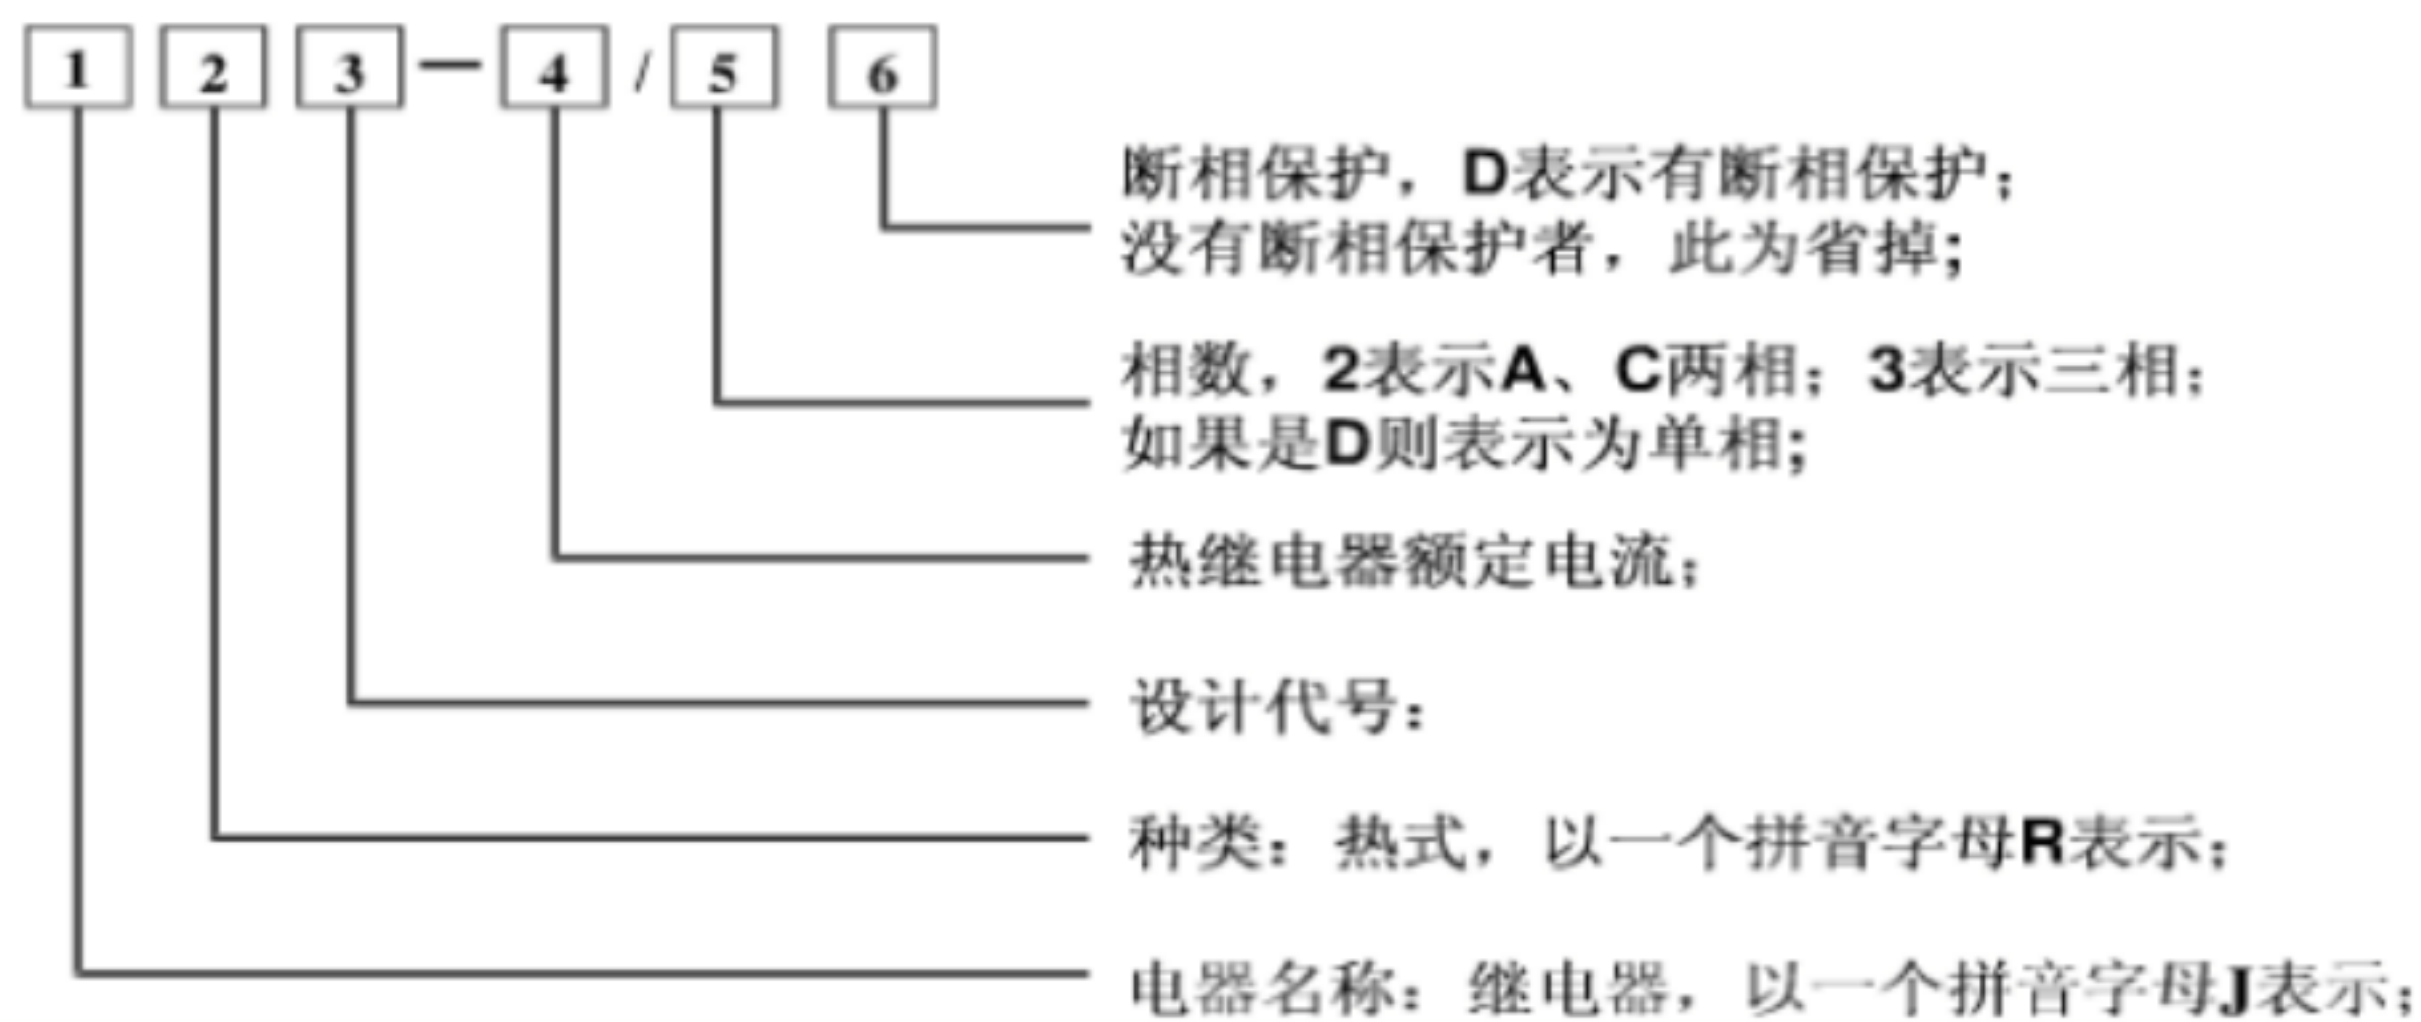 1 2 3 — 4 / 5 6
断相保护，D表示有断相保护；
没有断相保护者，此为省掉;
相数，2表示A、C两相；3表示三相；
如果是D则表示为单相;
热继电器额定电流；
设计代号：
种类：热式，以一个拼音字母R表示；
电器名称：继电器，以一个拼音字母J表示；